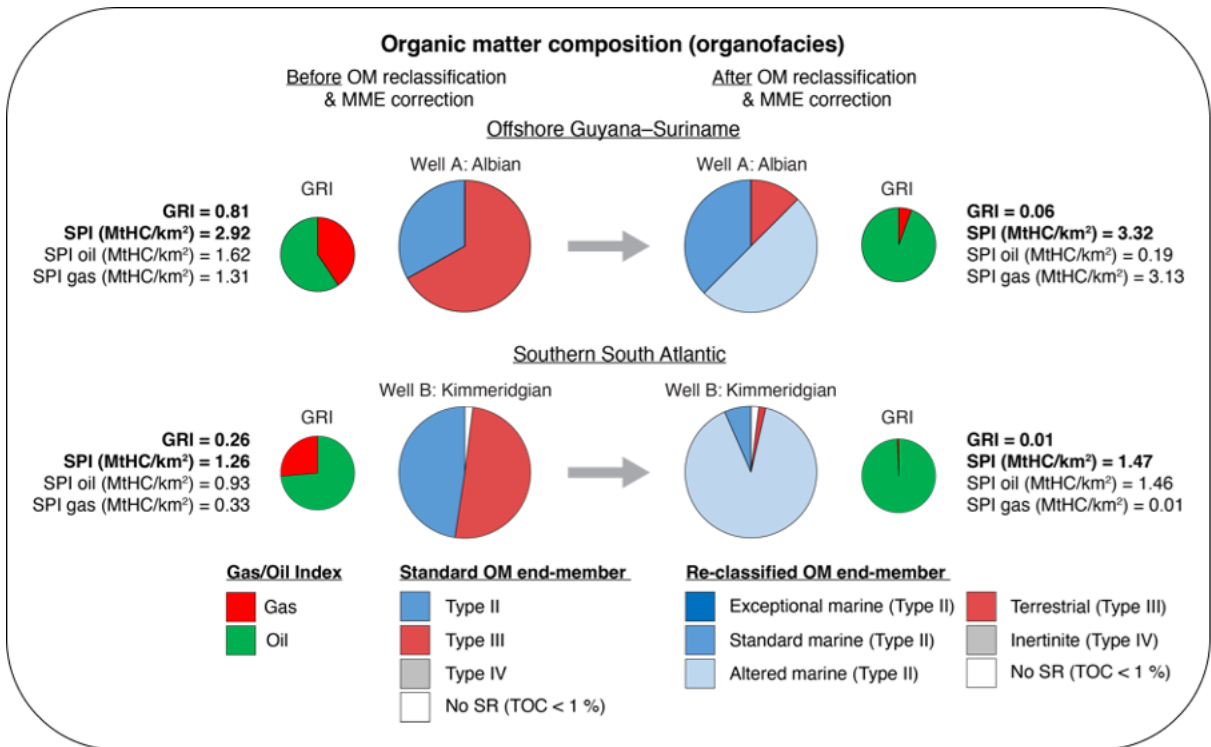 Organic matter composition (organofacies)
Before OM reclassification
& MME correction
After OM reclassification
& MME correction
Offshore Guyana–Suriname
Well A: Albian
Well A: Albian
GRI
GRI
GRI = 0.81
SPI (MtHC/km²) = 2.92
SPI oil (MtHC/km²) = 1.62
SPI gas (MtHC/km²) = 1.31
GRI = 0.06
SPI (MtHC/km²) = 3.32
SPI oil (MtHC/km²) = 0.19
SPI gas (MtHC/km²) = 3.13
Southern South Atlantic
Well B: Kimmeridgian
Well B: Kimmeridgian
GRI
GRI
GRI = 0.26
SPI (MtHC/km²) = 1.26
SPI oil (MtHC/km²) = 0.93
SPI gas (MtHC/km²) = 0.33
GRI = 0.01
SPI (MtHC/km²) = 1.47
SPI oil (MtHC/km²) = 1.46
SPI gas (MtHC/km²) = 0.01
Gas/Oil Index
Gas
Oil
Standard OM end-member
Type II
Type III
Type IV
No SR (TOC < 1 %)
Re-classified OM end-member
Exceptional marine (Type II)
Standard marine (Type II)
Altered marine (Type II)
Terrestrial (Type III)
Inertinite (Type IV)
No SR (TOC < 1 %)